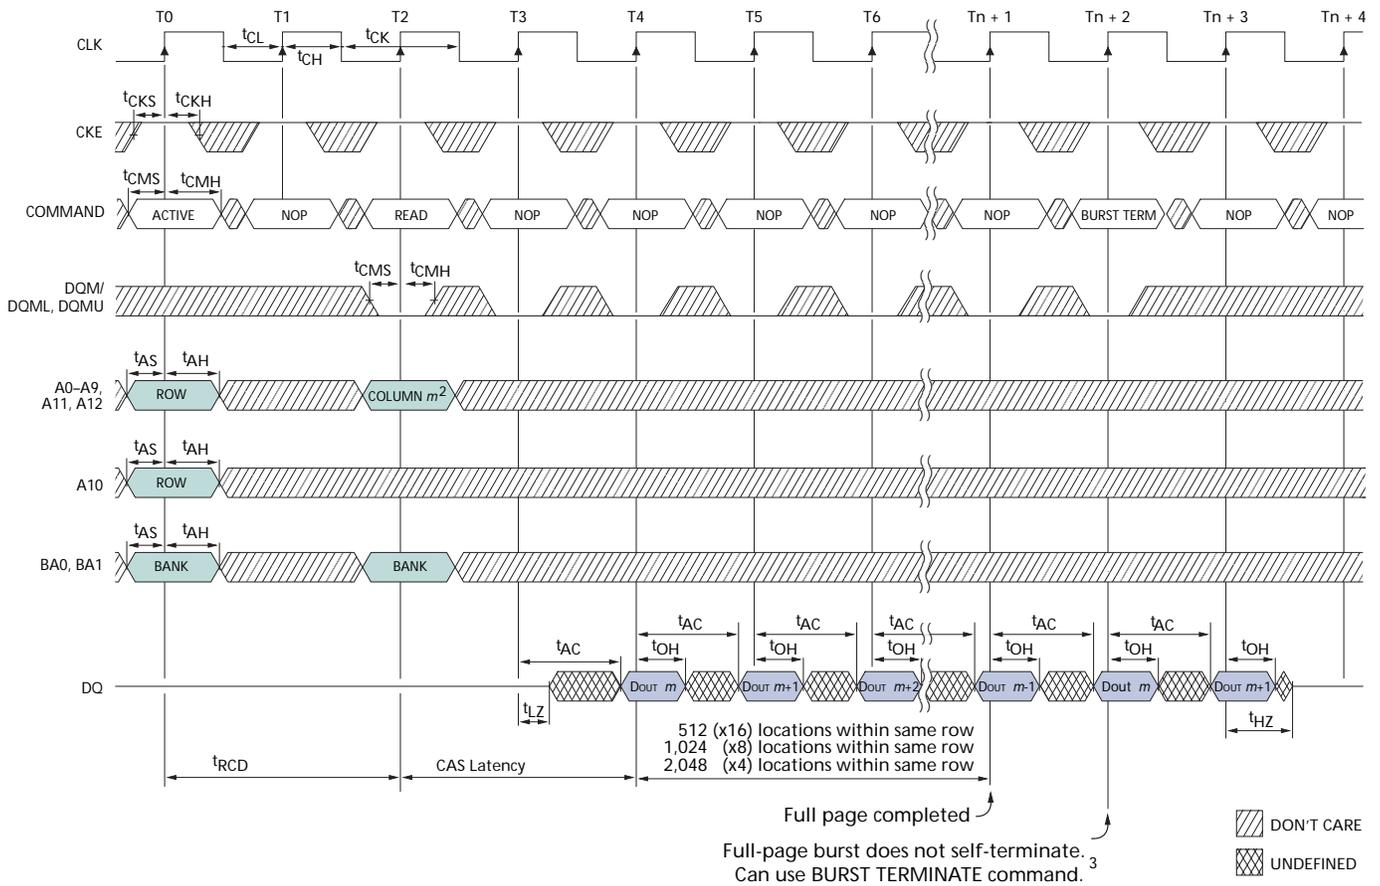 T0 T1 T2 T3 T4 T5 T6 Tn + 1 Tn + 2 Tn + 3 Tn + 4
CLK tCL tCH tCK
tCKS tCKH
CKE
tCMS tCMH
COMMAND ACTIVE NOP READ NOP NOP NOP NOP NOP BURST TERM NOP NOP
tCMS tCMH
DQM/
DQML, DQMU
tAS tAH
A0–A9,
A11, A12
ROW COLUMN m2
tAS tAH
A10 ROW
tAS tAH
BA0, BA1 BANK BANK
tAC tAC tAC tAC tAC tAC
tOH tOH tOH tOH tOH tOH
DQ DOUT m DOUT m+1 DOUT m+2 DOUT m-1 Dout m DOUT m+1
tLZ tHZ
512 (x16) locations within same row
1,024 (x8) locations within same row
2,048 (x4) locations within same row
tRCD CAS Latency
Full page completed
Full-page burst does not self-terminate.
Can use BURST TERMINATE command. 3
DON'T CARE
UNDEFINED